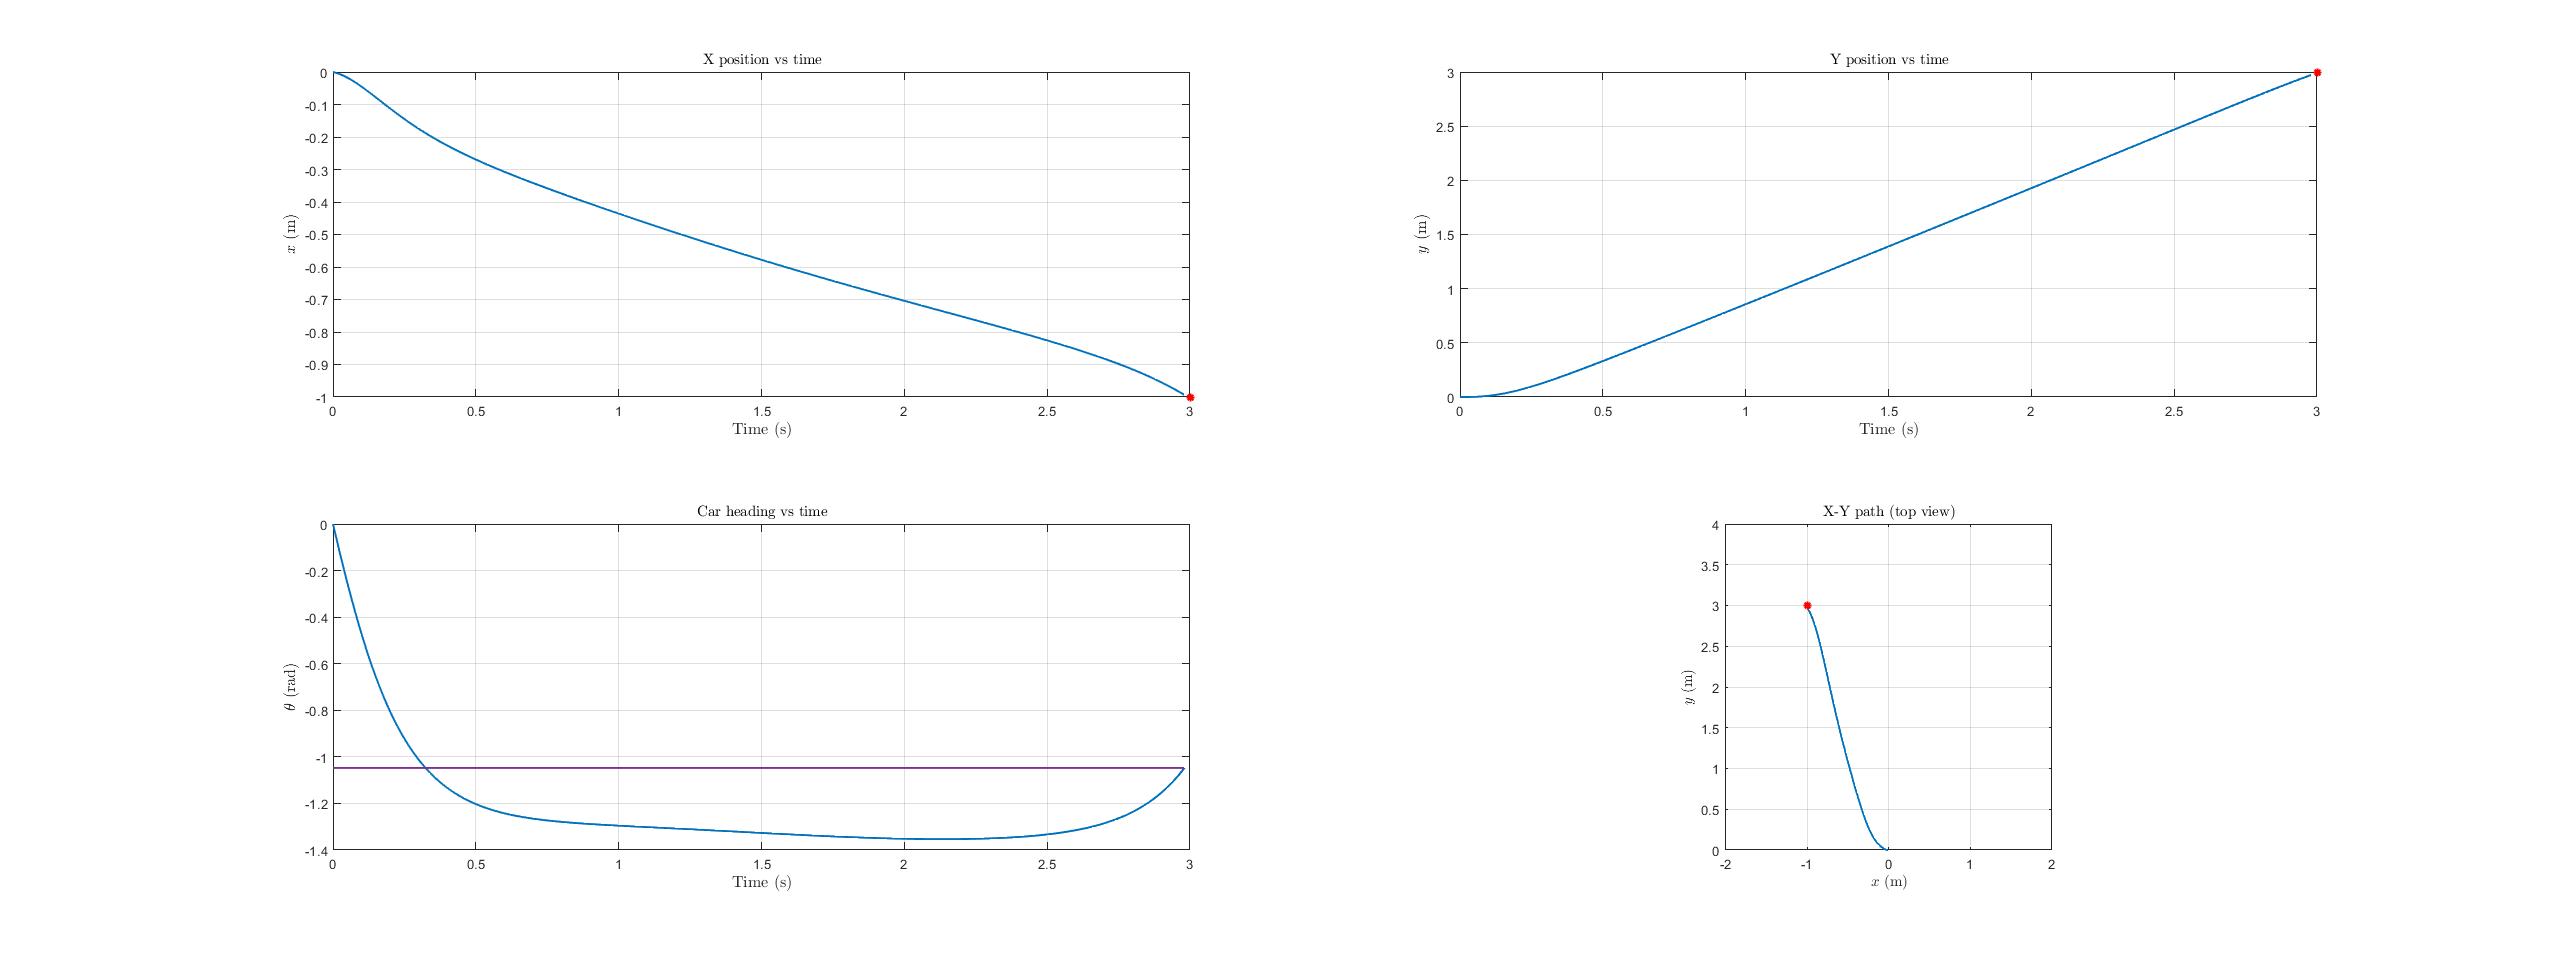 X position vs time
0
-0.1
-0.2
-0.3
-0.4
-0.5
-0.6
-0.7
-0.8
-0.9
-1
x (m)
0 0.5 1 1.5 2 2.5 3
Time (s)
Y position vs time
3
2.5
2
1.5
1
0.5
0
y (m)
0 0.5 1 1.5 2 2.5 3
Time (s)
Car heading vs time
0
-0.2
-0.4
-0.6
-0.8
-1
-1.2
-1.4
θ (rad)
0 0.5 1 1.5 2 2.5 3
Time (s)
X-Y path (top view)
4
3.5
3
2.5
2
1.5
1
0.5
0
y (m)
-2 -1 0 1 2
x (m)